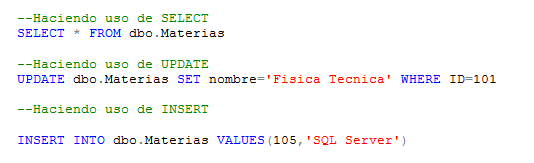 --Haciendo uso de SELECT
SELECT * FROM dbo.Materias
--Haciendo uso de UPDATE
UPDATE dbo.Materias SET nombre='Fisica Tecnica' WHERE ID=101
--Haciendo uso de INSERT
INSERT INTO dbo.Materias VALUES(105,'SQL Server')